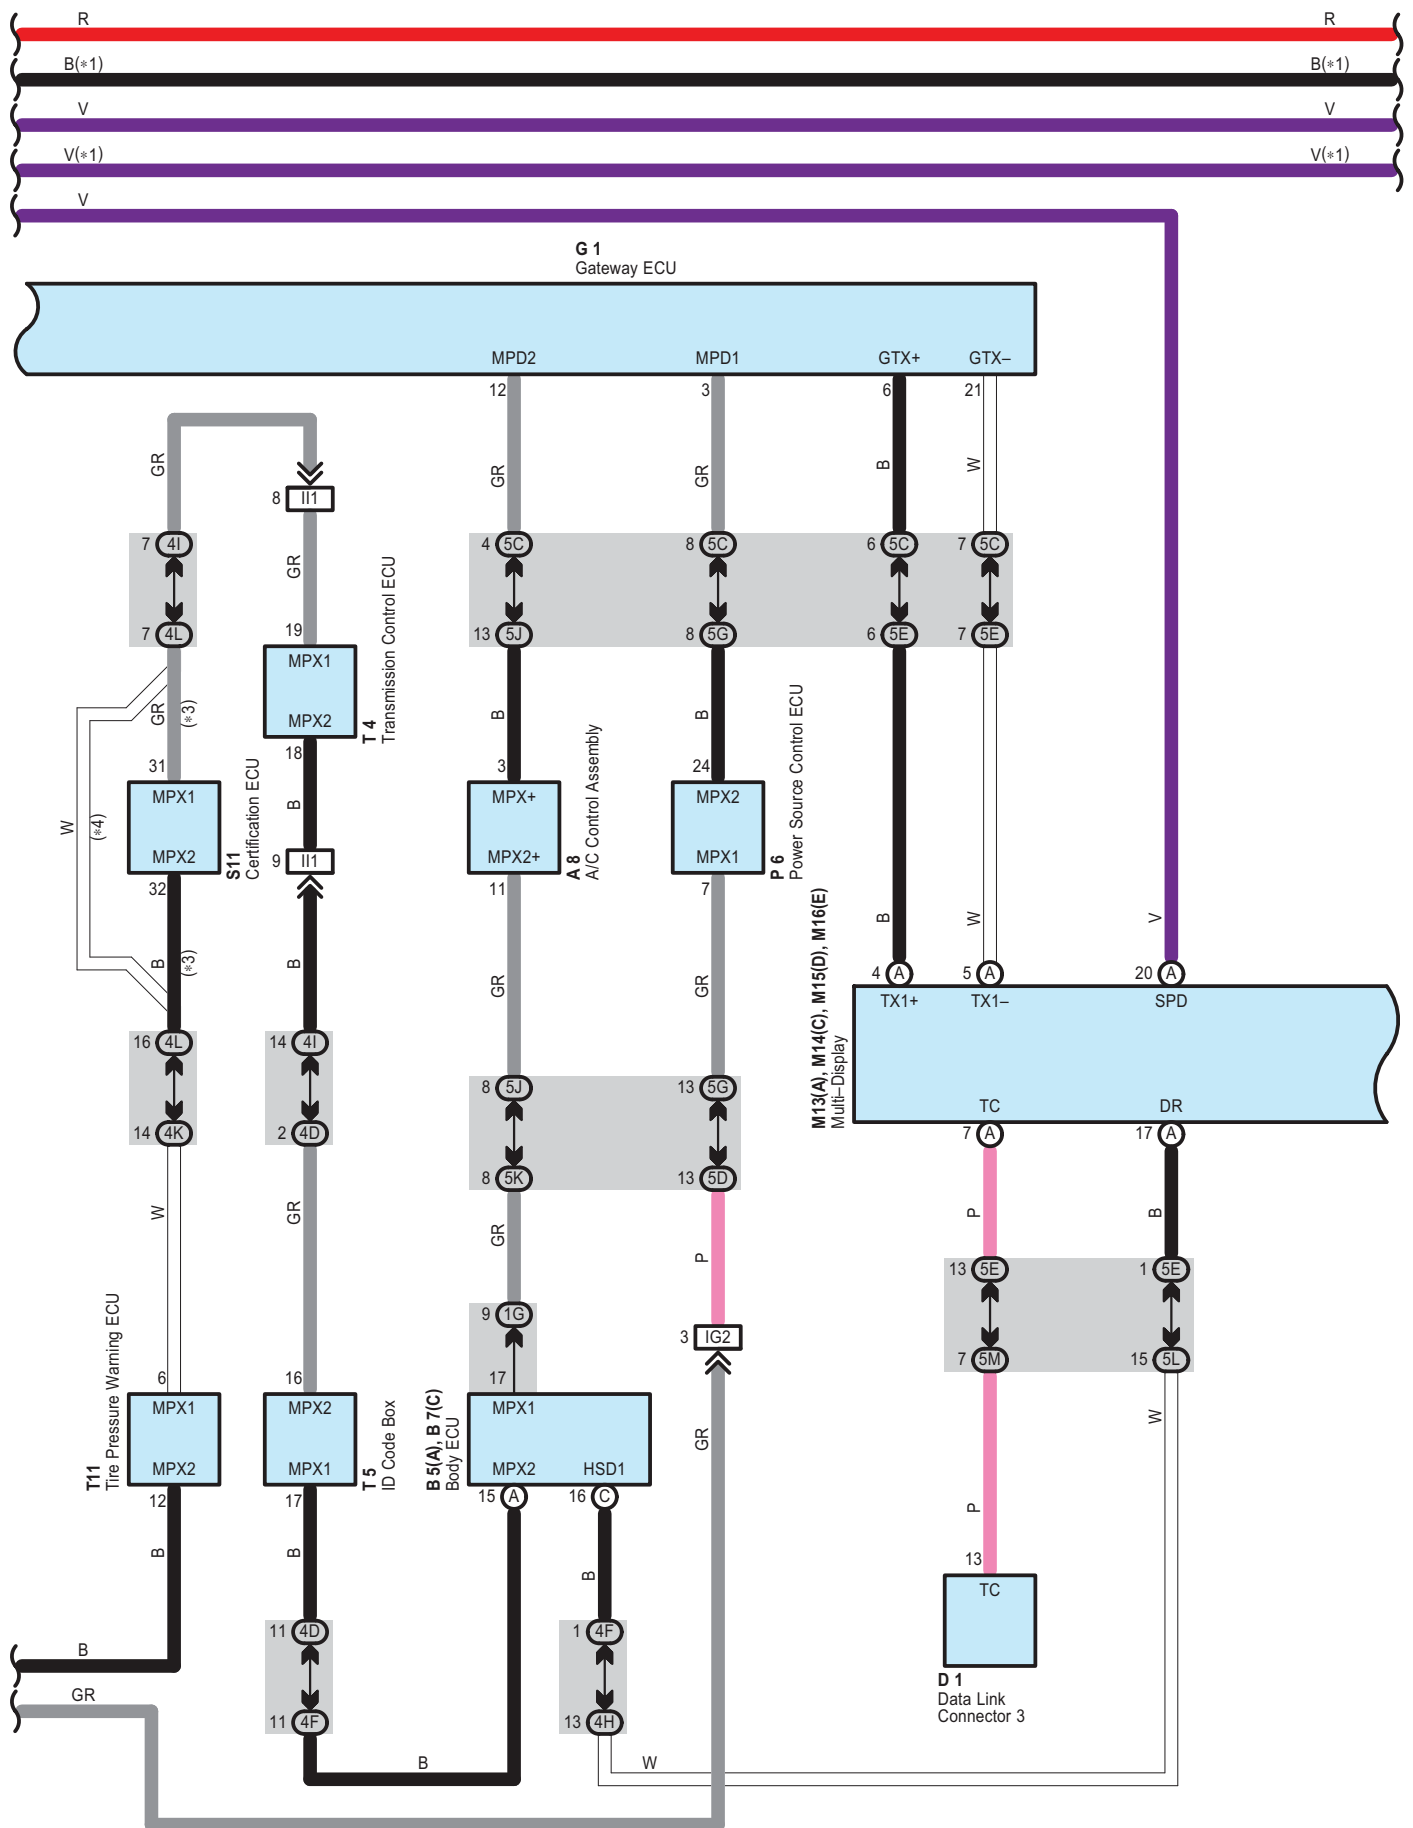 R R
B(∗1) B(∗1)
V V
V(∗1) V(∗1)
V
G 1
Gateway ECU
MPD2 MPD1 GTX+ GTX–
12 3 6 21
GR GR GR B W
8 II1
7 4I 4 5C 8 5C 6 5C 7 5C
GR
7 4L 19 13 5J 8 5G 6 5E 7 5E
MPX1
MPX2
T 4
Transmission Control ECU
GR (∗3) B B
31 18 3 24
MPX1 MPX+ MPX2
MPX2 MPX2+ MPX1
W (∗4) B
S11
Certification ECU
9 II1
A 8
A/C Control Assembly
P 6
Power Source Control ECU
32 11 7
B (∗3) B GR GR B W V
M13(A), M14(C), M15(D), M16(E)
Multi–Display
4 A 5 A 20 A
TX1+ TX1– SPD
16 4L 14 4I
8 5J 13 5G
TC DR
14 4K 2 4D 7 A 17 A
8 5K 13 5D
W GR GR P P B
13 5E 1 5E
9 1G
3 IG2
7 5M 15 5L
6 16 17
MPX1 MPX2 MPX1
MPX2 MPX1 MPX2 HSD1
T11
Tire Pressure Warning ECU
T 5
ID Code Box
B 5(A), B 7(C)
Body ECU
GR W
12 17 15 A 16 C
B B B P
13
TC
11 4D 1 4F
B
D 1
Data Link
Connector 3
GR
11 4F 13 4H
B W